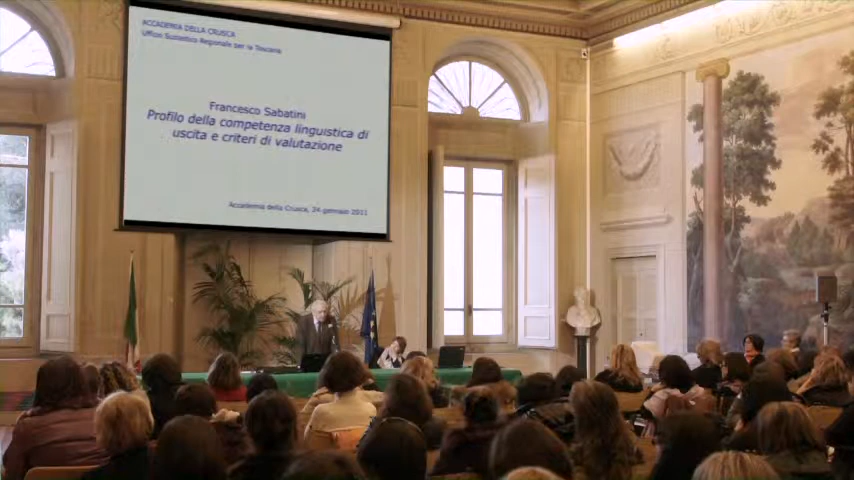 ACCADEMIA DELLA CRUSCA
Ufficio Scolastico Regionale per la Toscana
Francesco Sabatini
Profilo della competenza linguistica di
uscita e criteri di valutazione
Accademia della Crusca, 24 gennaio 2011